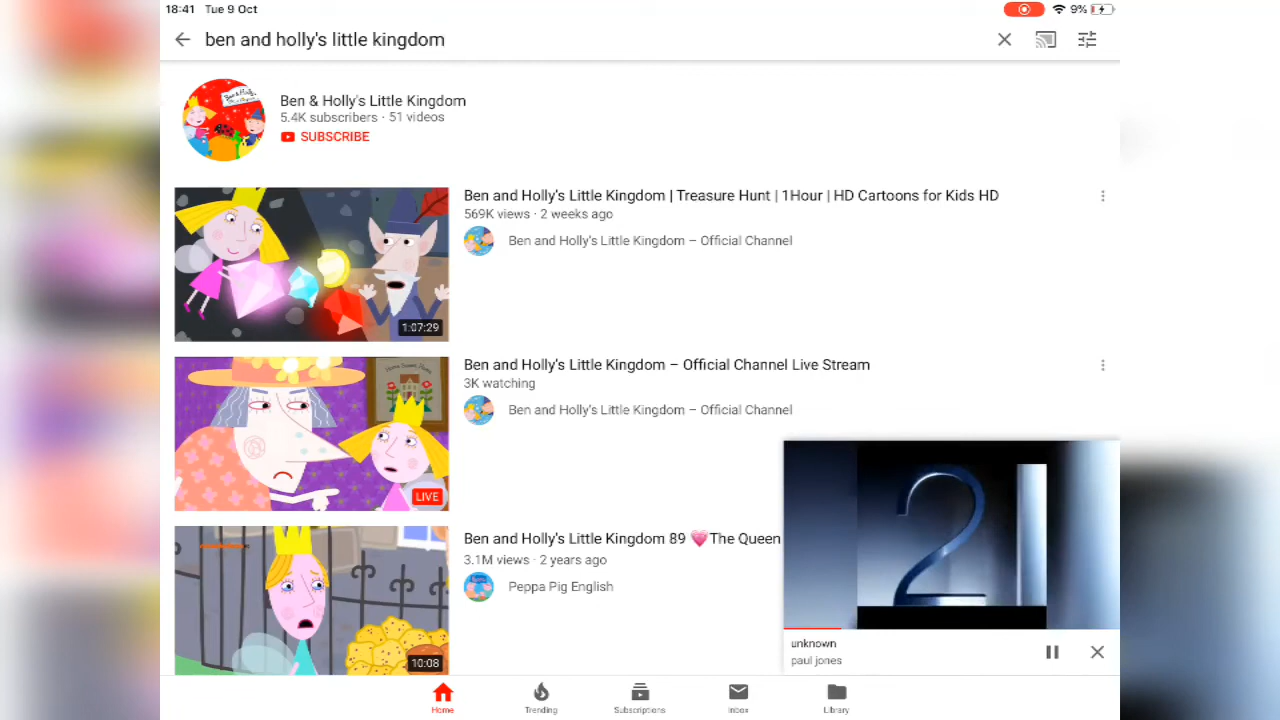 18:41 Tue 9 Oct
9%
ben and holly's little kingdom
Ben & Holly's Little Kingdom
5.4K subscribers · 51 videos
SUBSCRIBE
Ben and Holly's Little Kingdom | Treasure Hunt | 1Hour | HD Cartoons for Kids HD
569K views · 2 weeks ago
Ben and Holly's Little Kingdom – Official Channel
1:07:29
Ben and Holly's Little Kingdom – Official Channel Live Stream
3K watching
Ben and Holly's Little Kingdom – Official Channel
LIVE
Ben and Holly's Little Kingdom 89 💗The Queen
3.1M views · 2 years ago
Peppa Pig English
10:08
2
unknown
paul jones
Home Trending Subscriptions Inbox Library